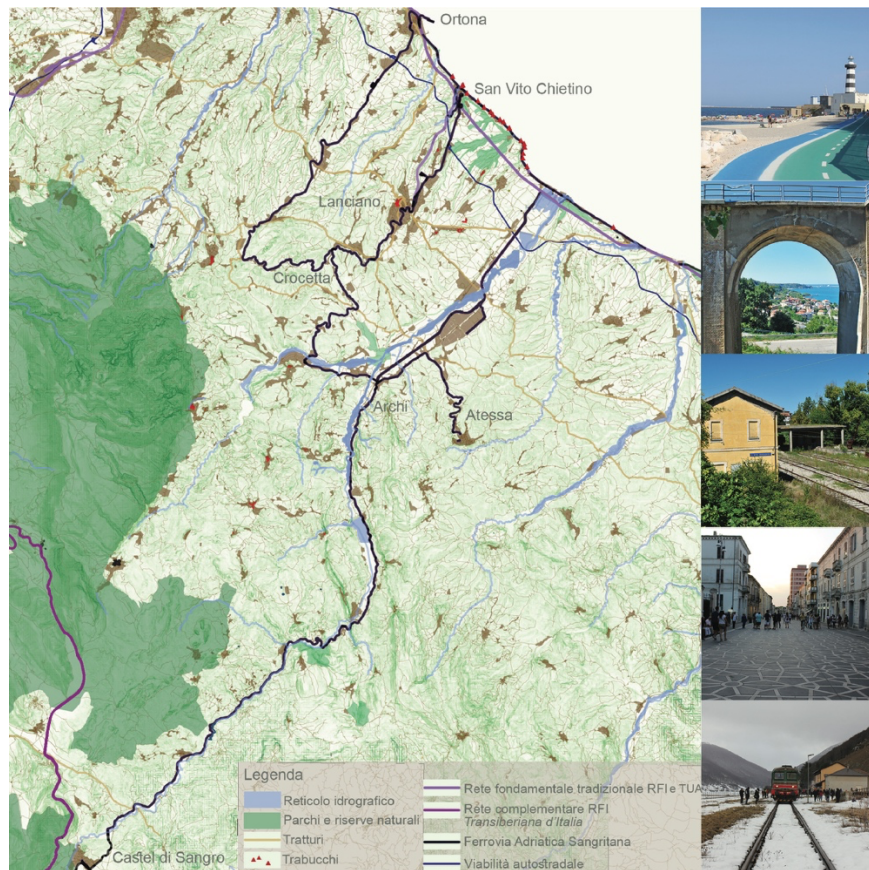 Ortona
San Vito Chietino
Lanciano
Crocetta
Archi
Atessa
Castel di Sangro
Legenda
Reticolo idrografico
Parchi e riserve naturali
Tratturi
Trabucchi
Rete fondamentale tradizionale RFI e TUA
Rete complementare RFI
Transiberiana d'Italia
Ferrovia Adriatica Sangritana
Viabilità autostradale